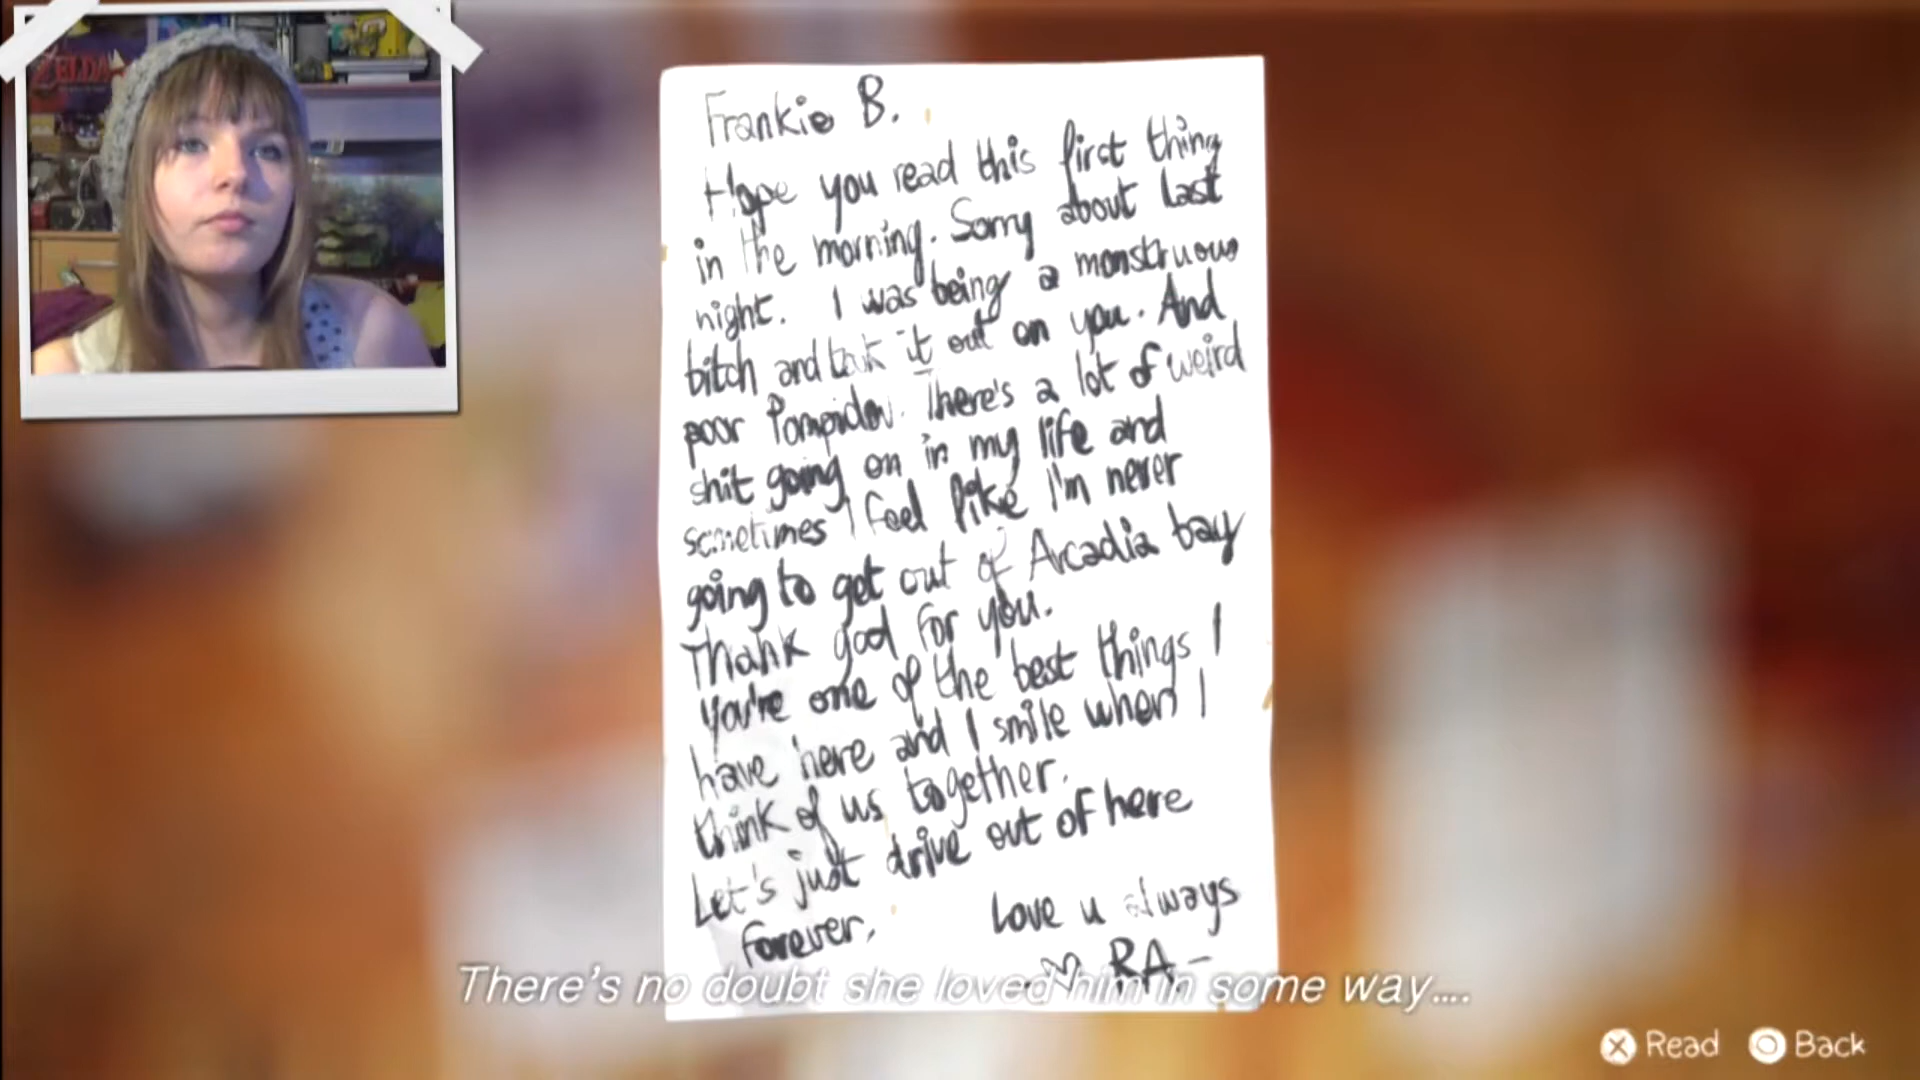 ZELDA
Frankie B.
Hope you read this first thing
in the morning. Sorry about last
night. I was being a monstruous
bitch and tak it out on you. And
poor Pompidou. There's a lot of weird
shit going on in my life and
sometimes I feel like I'm never
going to get out of Arcadia bay
Thank god for you.
You're one of the best things I
have here and I smile when I
think of us together.
Let's just drive out of here
forever.
Love u always
♡ RA -
There's no doubt she loved him in some way....
Read
Back